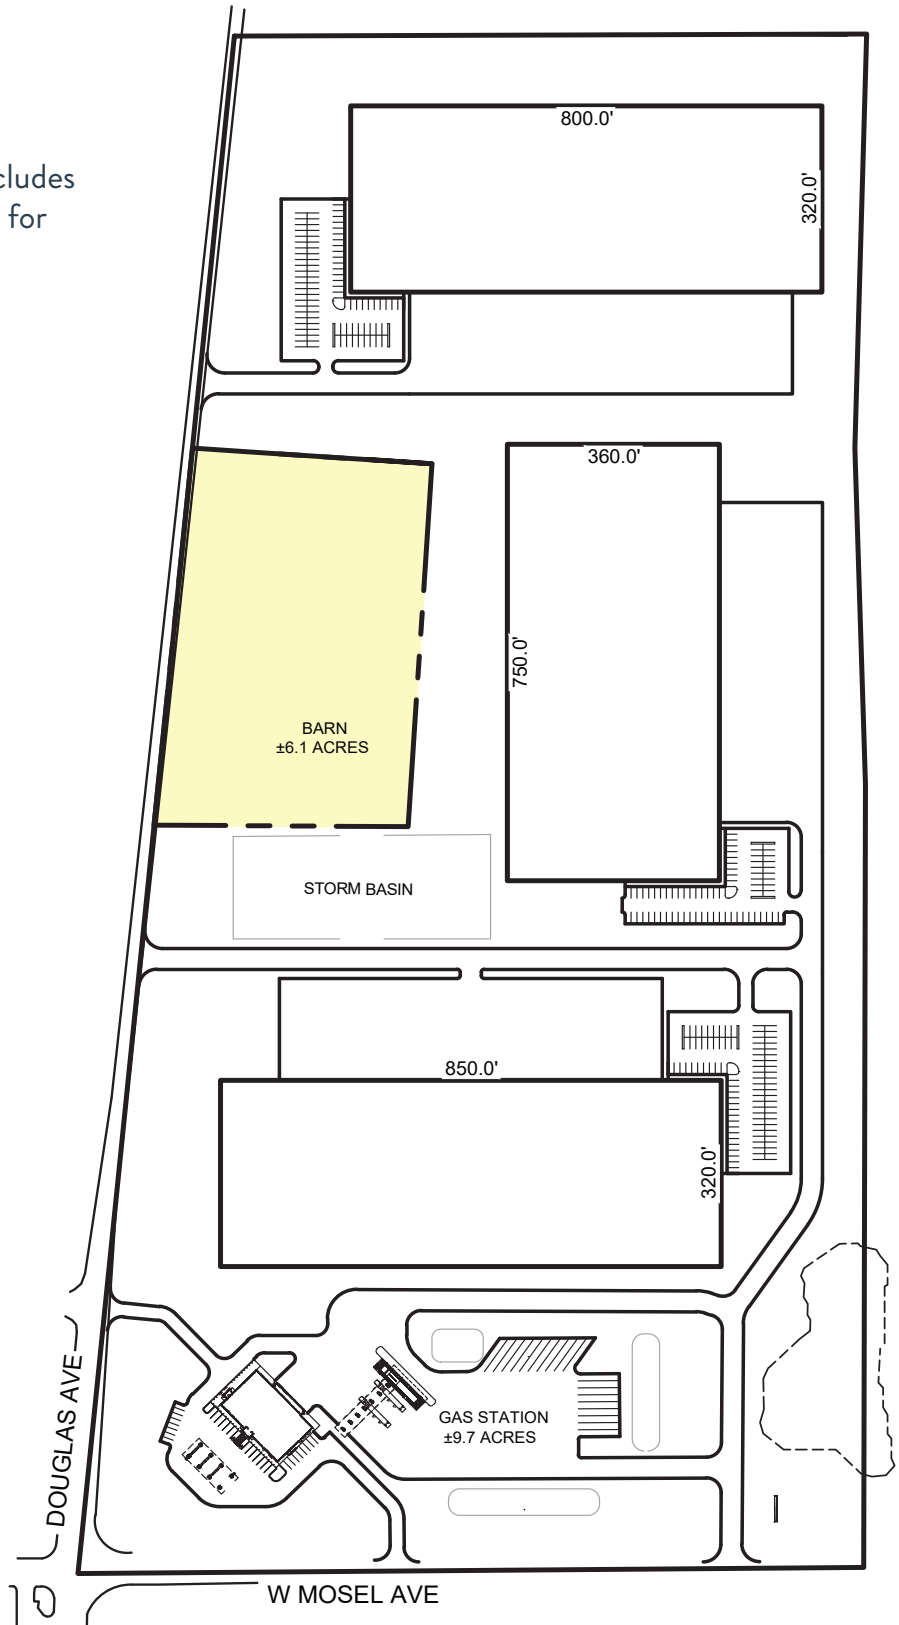 cludes
for
800.0'
320.0'
360.0'
750.0'
BARN
±6.1 ACRES
STORM BASIN
850.0'
320.0'
GAS STATION
±9.7 ACRES
DOUGLAS AVE
W MOSEL AVE